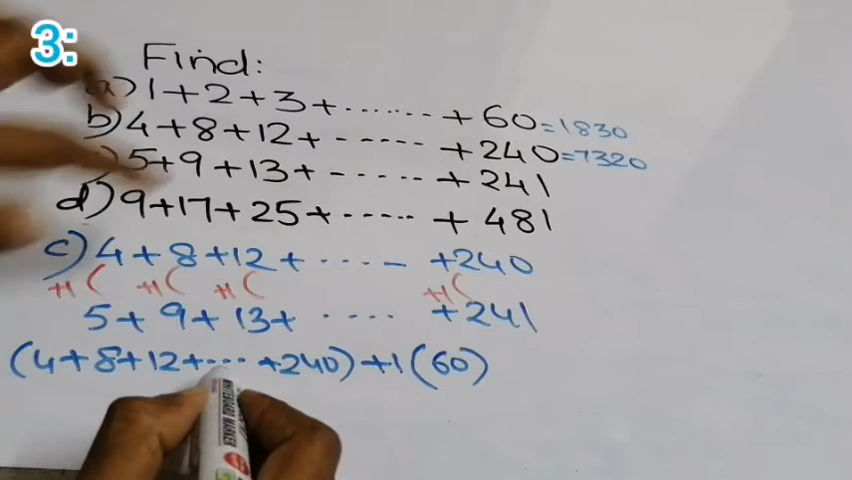 3:
Find:
a) 1+2+3+....... +60=1830
b) 4+8+12+ ----- +240=7320
) 5+9+13+ ----- +241
d) 9+17+25+ ----- + 481
c) 4+8+12+ ..... +240
+1( +1( +1( +1(
5+9+13+ ..... +241
(4+8+12+... +240)+1(60)
WHITEBOARD MARKER